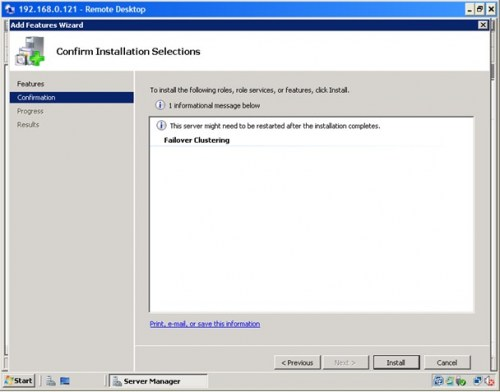 192.168.0.121 - Remote Desktop
Add Features Wizard
Confirm Installation Selections
Features
Confirmation
Progress
Results
To install the following roles, role services, or features, click Install.
1 informational message below
This server might need to be restarted after the installation completes.
Failover Clustering
Print, e-mail, or save this information
< Previous
Next >
Install
Cancel
Start
Server Manager